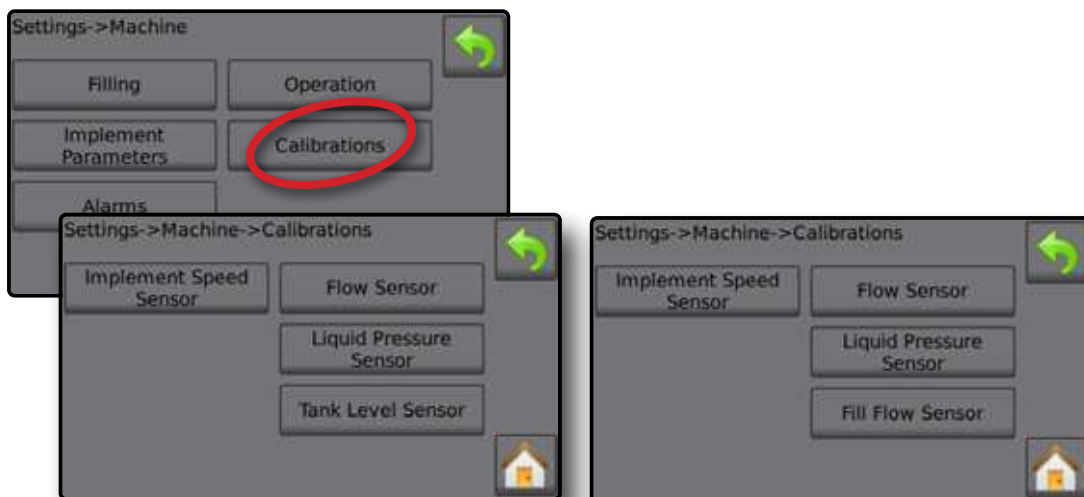 Settings->Machine
Filling
Operation
Implement
Parameters
Calibrations
Alarms
Settings->Machine->Calibrations
Implement Speed
Sensor
Flow Sensor
Liquid Pressure
Sensor
Tank Level Sensor
Settings->Machine->Calibrations
Implement Speed
Sensor
Flow Sensor
Liquid Pressure
Sensor
Fill Flow Sensor